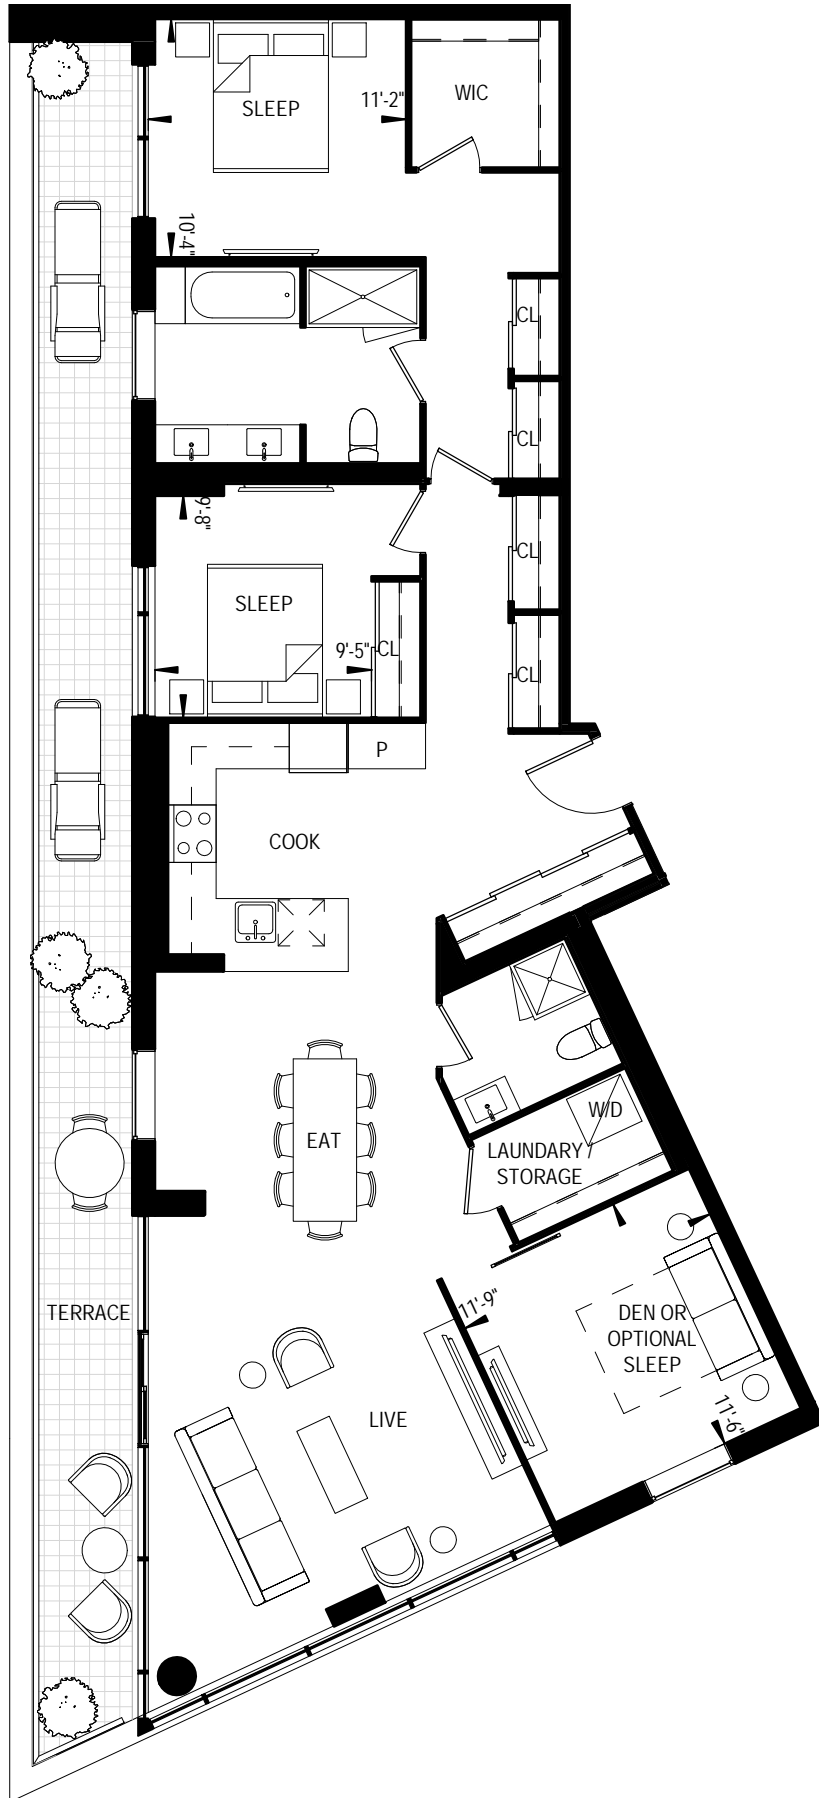 SLEEP
11'-2"
WIC
10'-4"
CL
CL
9'-8"
CL
SLEEP
9'-5"
CL
CL
P
COOK
W/D
EAT
LAUNDARY /
STORAGE
TERRACE
11'-9"
DEN OR
OPTIONAL
SLEEP
LIVE
11'-6"